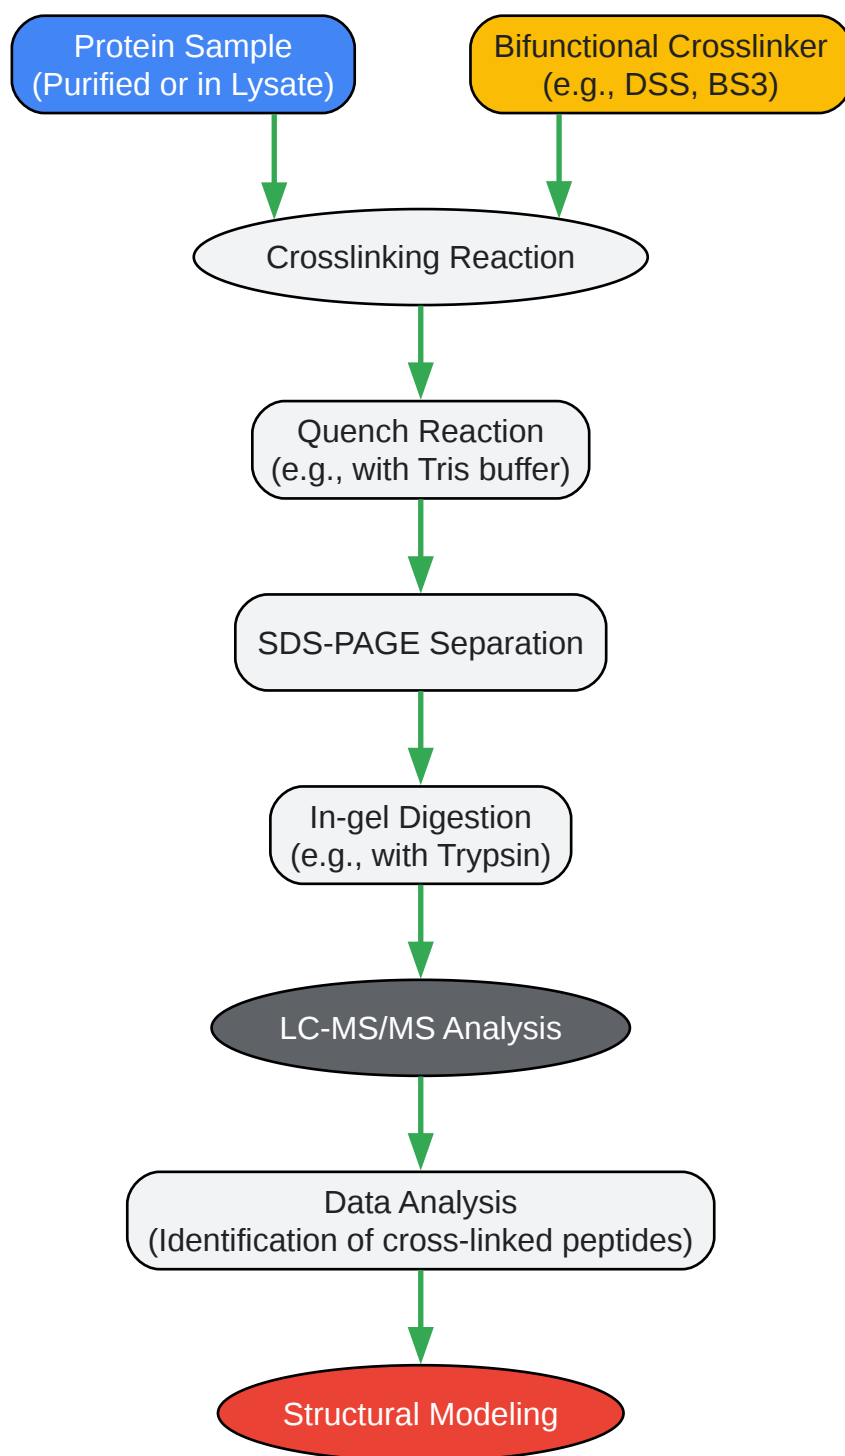 Protein Sample
(Purified or in Lysate)
Bifunctional Crosslinker
(e.g., DSS, BS3)
Crosslinking Reaction
Quench Reaction
(e.g., with Tris buffer)
SDS-PAGE Separation
In-gel Digestion
(e.g., with Trypsin)
LC-MS/MS Analysis
Data Analysis
(Identification of cross-linked peptides)
Structural Modeling